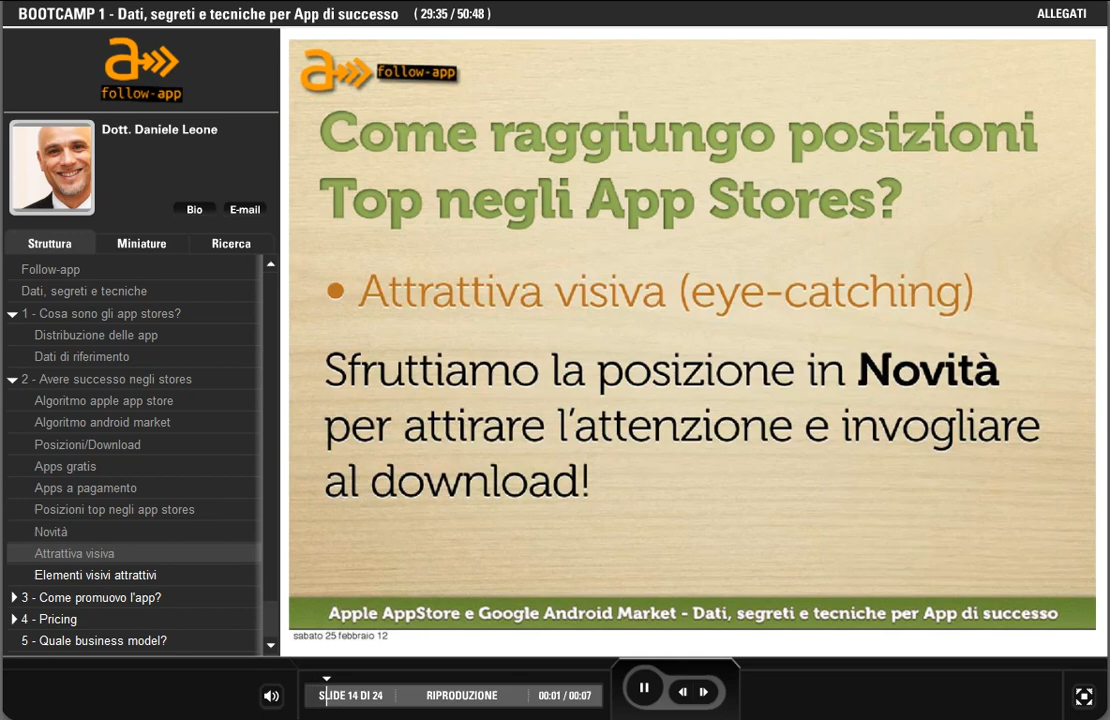 BOOTCAMP 1 - Dati, segreti e tecniche per App di successo ( 29:35 / 50:48 )
ALLEGATI
a
follow-app
Dott. Daniele Leone
Bio
E-mail
Struttura
Miniature
Ricerca
Follow-app
Dati, segreti e tecniche
1 - Cosa sono gli app stores?
Distribuzione delle app
Dati di riferimento
2 - Avere successo negli stores
Algoritmo apple app store
Algoritmo android market
Posizioni/Download
Apps gratis
Apps a pagamento
Posizioni top negli app stores
Novità
Attrattiva visiva
Elementi visivi attrattivi
3 - Come promuovo l'app?
4 - Pricing
5 - Quale business model?
a
follow-app
Come raggiungo posizioni
Top negli App Stores?
• Attrattiva visiva (eye-catching)
Sfruttiamo la posizione in Novità
per attirare l'attenzione e invogliare
al download!
Apple AppStore e Google Android Market - Dati, segreti e tecniche per App di successo
sabato 25 febbraio 12
SLIDE 14 DI 24
RIPRODUZIONE
00:01 / 00:07